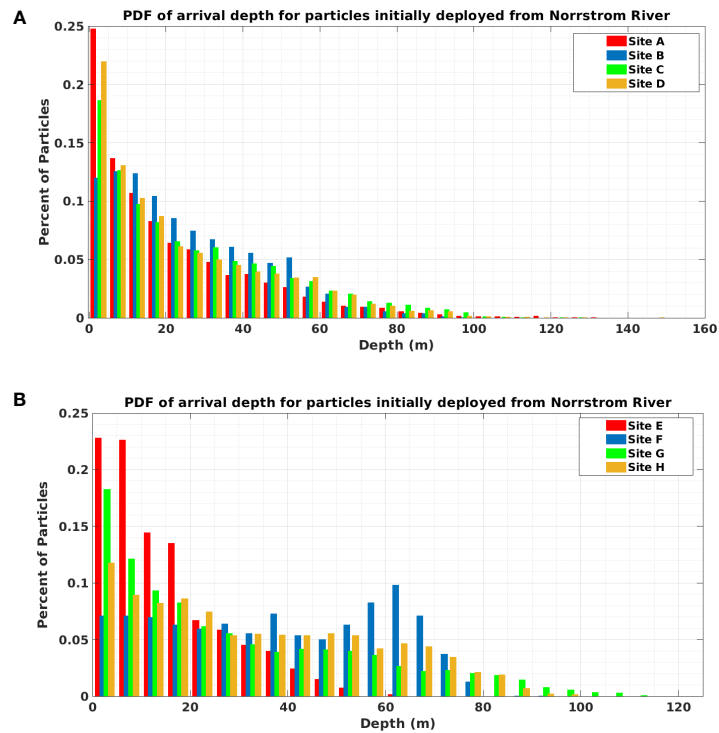 A
PDF of arrival depth for particles initially deployed from Norrstrom River
0.25
0.2
0.15
0.1
0.05
0
Percent of Particles
Site A
Site B
Site C
Site D
0 20 40 60 80 100 120 140 160
Depth (m)
B
PDF of arrival depth for particles initially deployed from Norrstrom River
0.25
0.2
0.15
0.1
0.05
0
Percent of Particles
Site E
Site F
Site G
Site H
0 20 40 60 80 100 120
Depth (m)